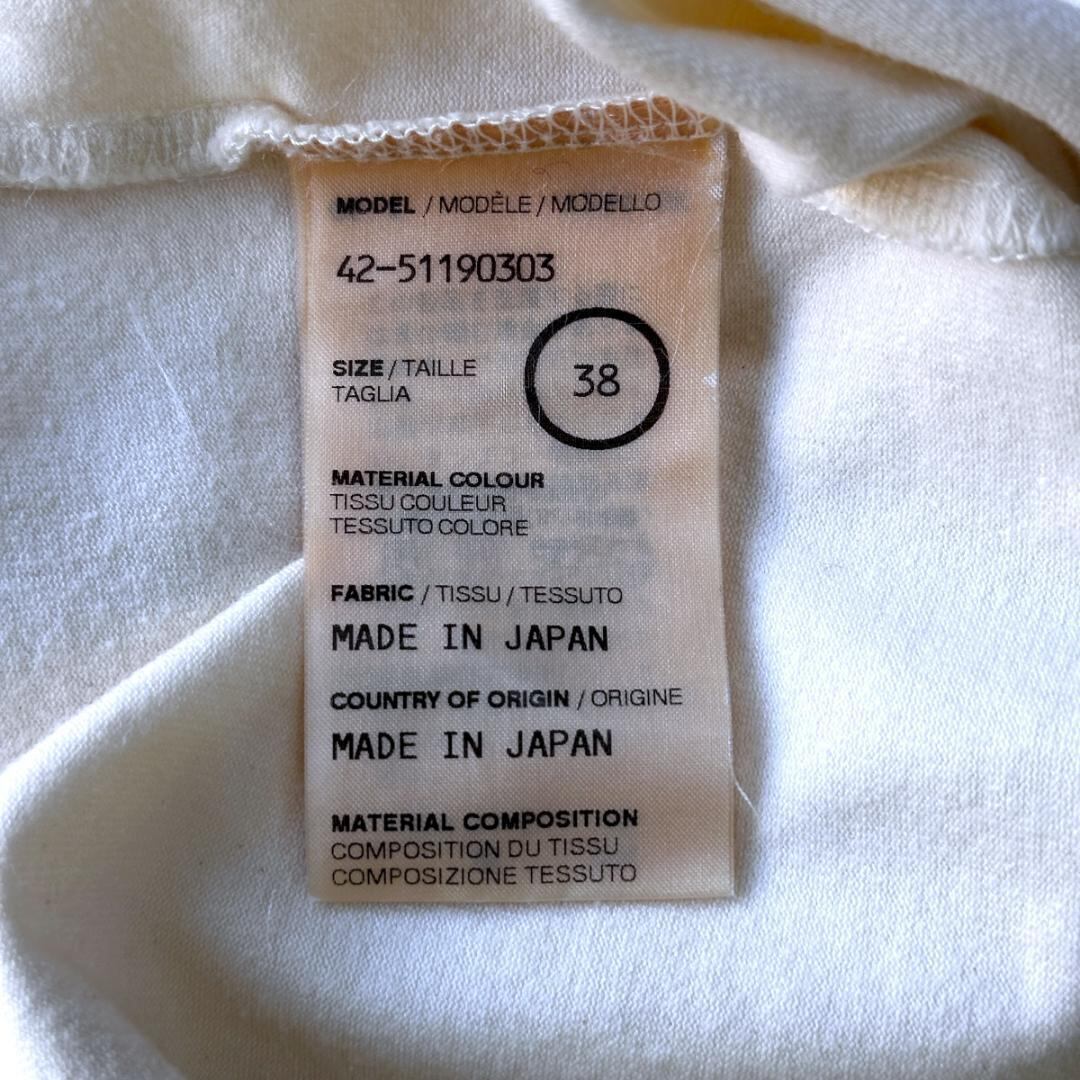 MODEL / MODÈLE / MODELLO
42-51190303
SIZE / TAILLE
TAGLIA
38
MATERIAL COLOUR
TISSU COULEUR
TESSUTO COLORE
FABRIC / TISSU / TESSUTO
MADE IN JAPAN
COUNTRY OF ORIGIN / ORIGINE
MADE IN JAPAN
MATERIAL COMPOSITION
COMPOSITION DU TISSU
COMPOSIZIONE TESSUTO